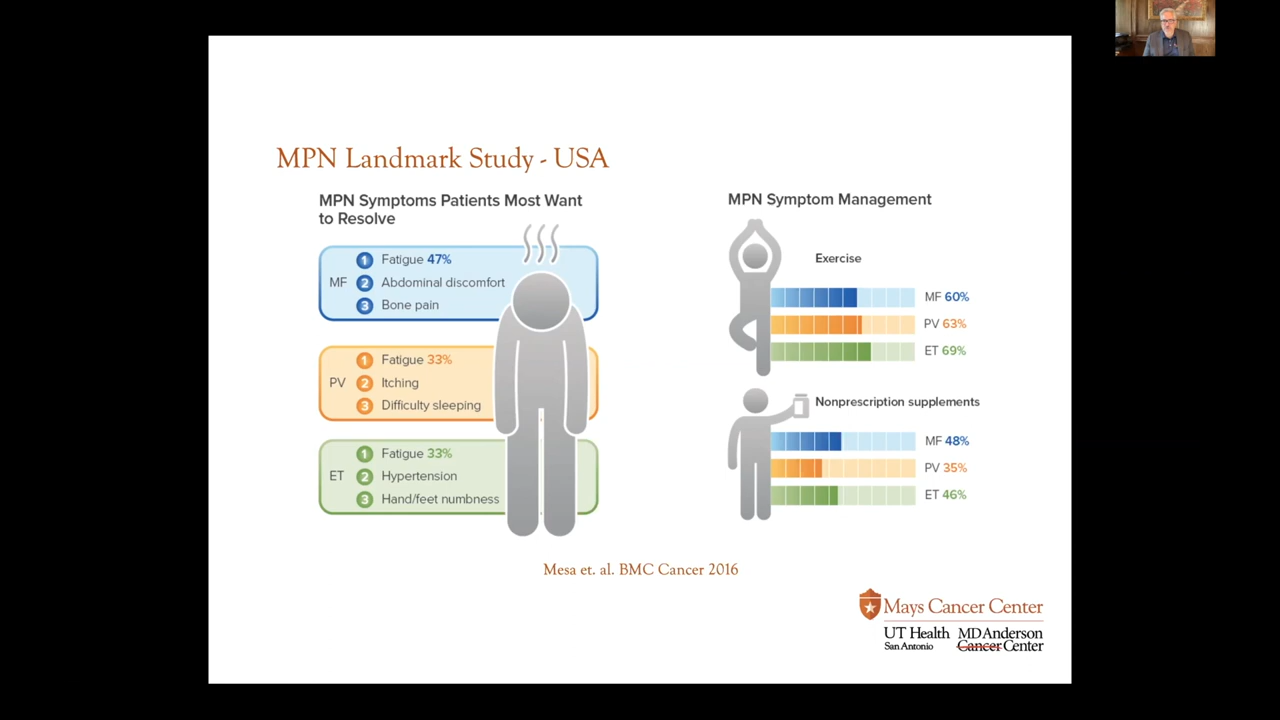 MPN Landmark Study - USA
MPN Symptoms Patients Most Want
to Resolve
MF
1 Fatigue 47%
2 Abdominal discomfort
3 Bone pain
PV
1 Fatigue 33%
2 Itching
3 Difficulty sleeping
ET
1 Fatigue 33%
2 Hypertension
3 Hand/feet numbness
MPN Symptom Management
Exercise
MF 60%
PV 63%
ET 69%
Nonprescription supplements
MF 48%
PV 35%
ET 46%
Mesa et. al. BMC Cancer 2016
Mays Cancer Center
UT Health
San Antonio
MDAnderson
Cancer Center